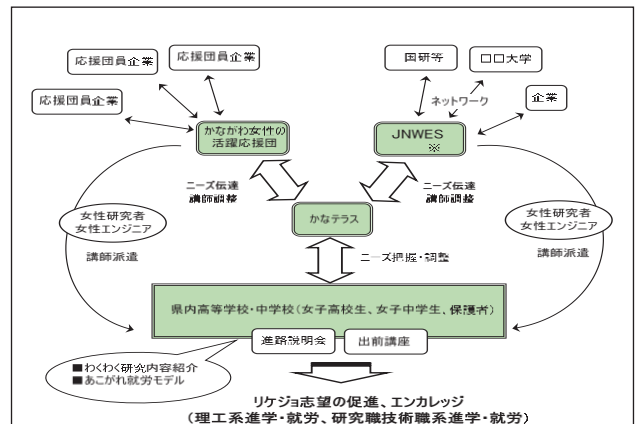 応援団員企業
応援団員企業
応援団員企業
国研等
□□大学
企業
ネットワーク
かながわ女性の
活躍応援団
JNWES
※
ニーズ伝達
講師調整
ニーズ伝達
講師調整
かなテラス
女性研究者
女性エンジニア
講師派遣
女性研究者
女性エンジニア
講師派遣
ニーズ把握・調整
県内高等学校・中学校(女子高校生、女子中学生、保護者)
進路説明会
出前講座
■わくわく研究内容紹介
■あこがれ就労モデル
リケジョ志望の促進、エンカレッジ
(理工系進学・就労、研究職技術職系進学・就労)